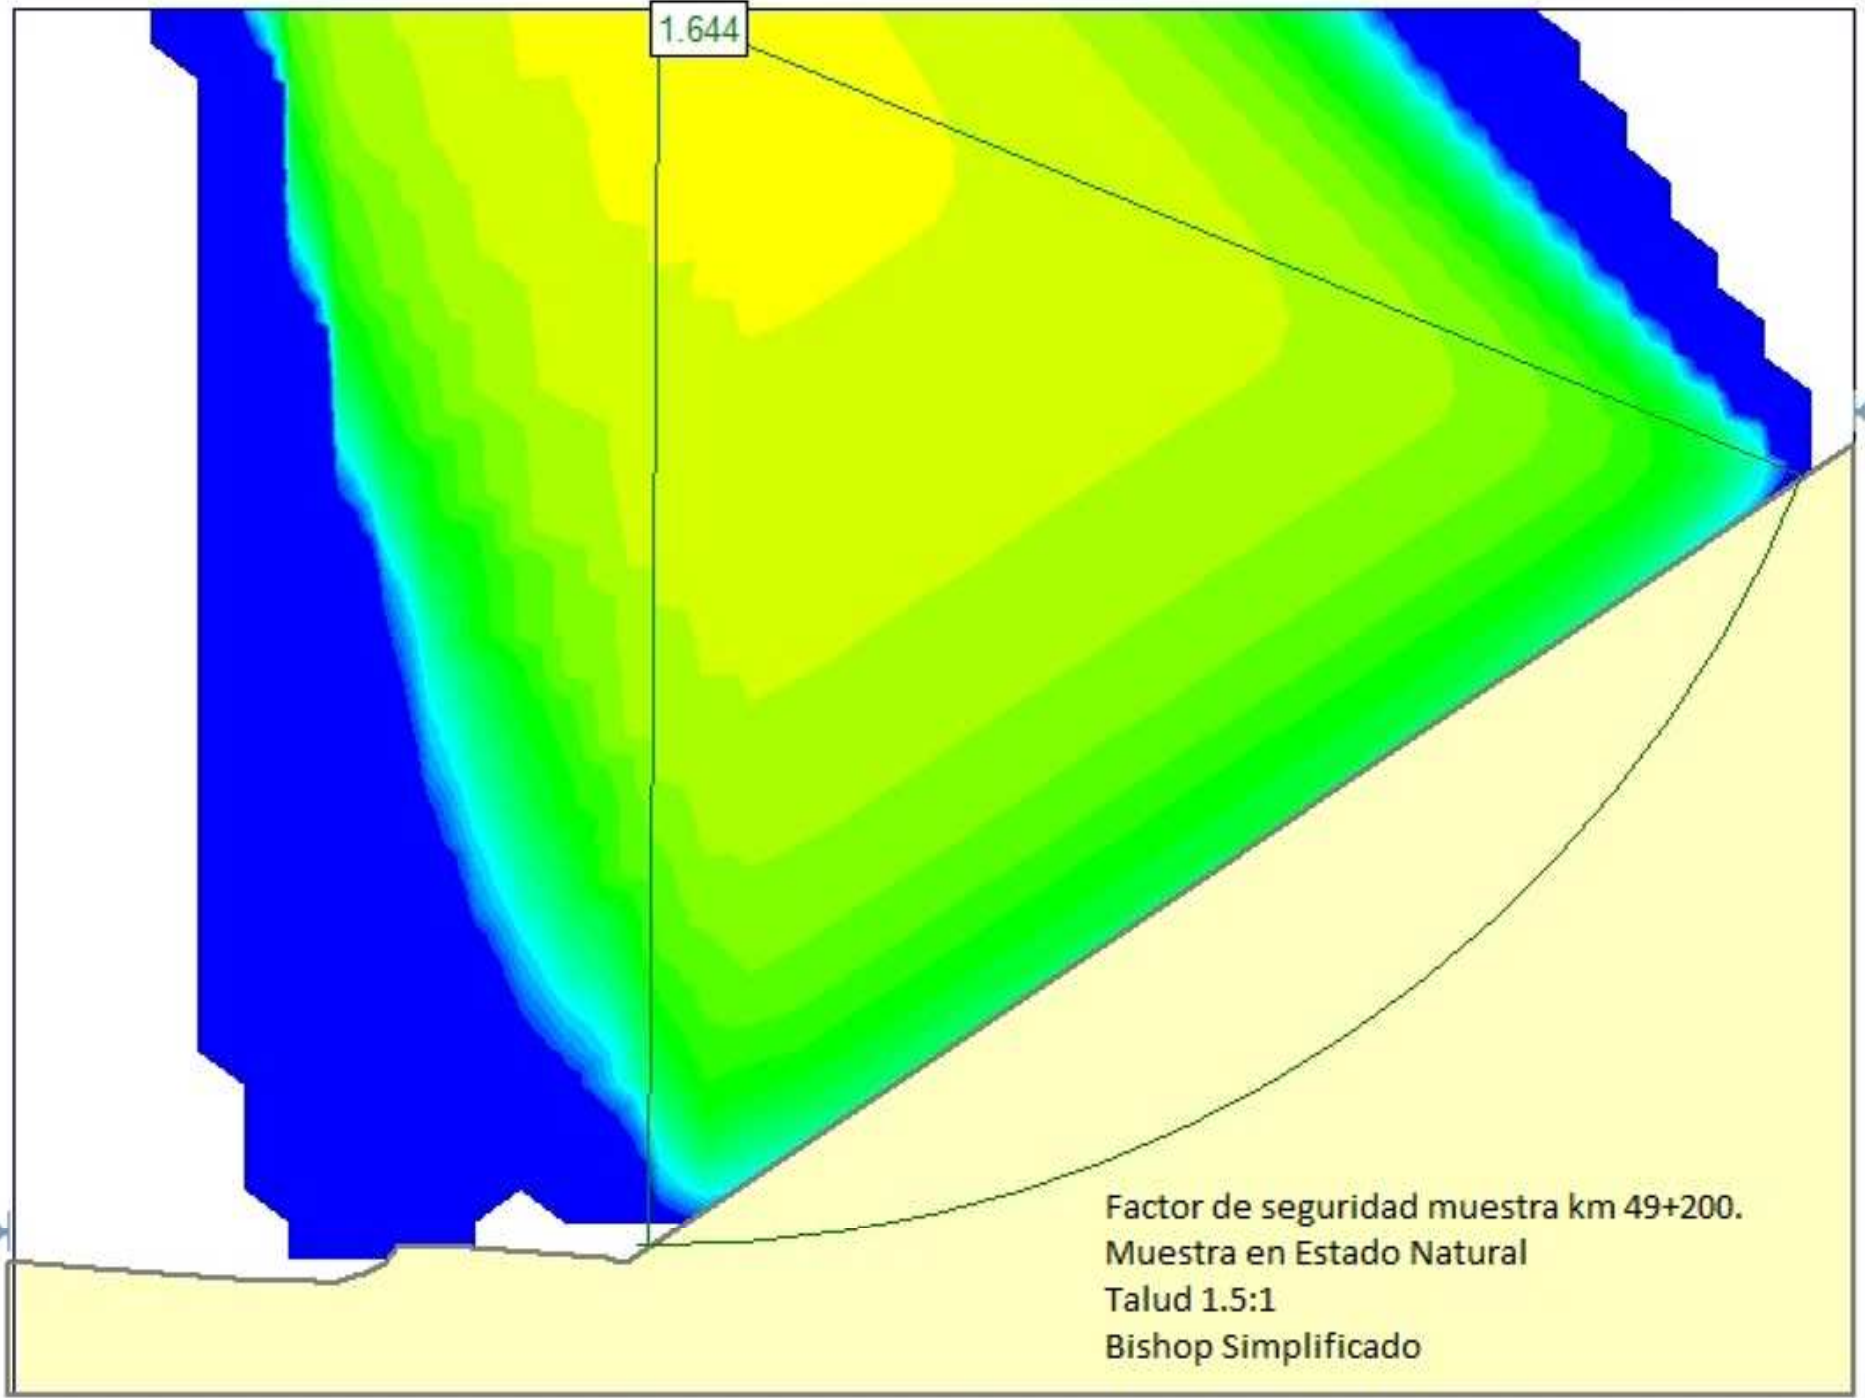 1.644
Factor de seguridad muestra km 49+200.
Muestra en Estado Natural
Talud 1.5:1
Bishop Simplificado